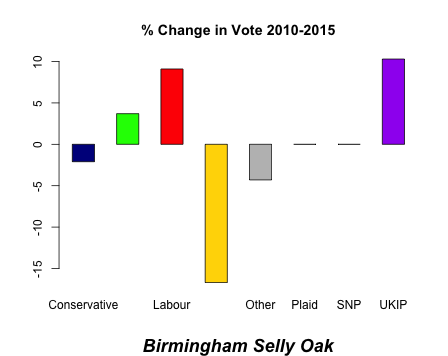 % Change in Vote 2010-2015
10
5
0
-5
-10
-15
Conservative Labour Other Plaid SNP UKIP
Birmingham Selly Oak